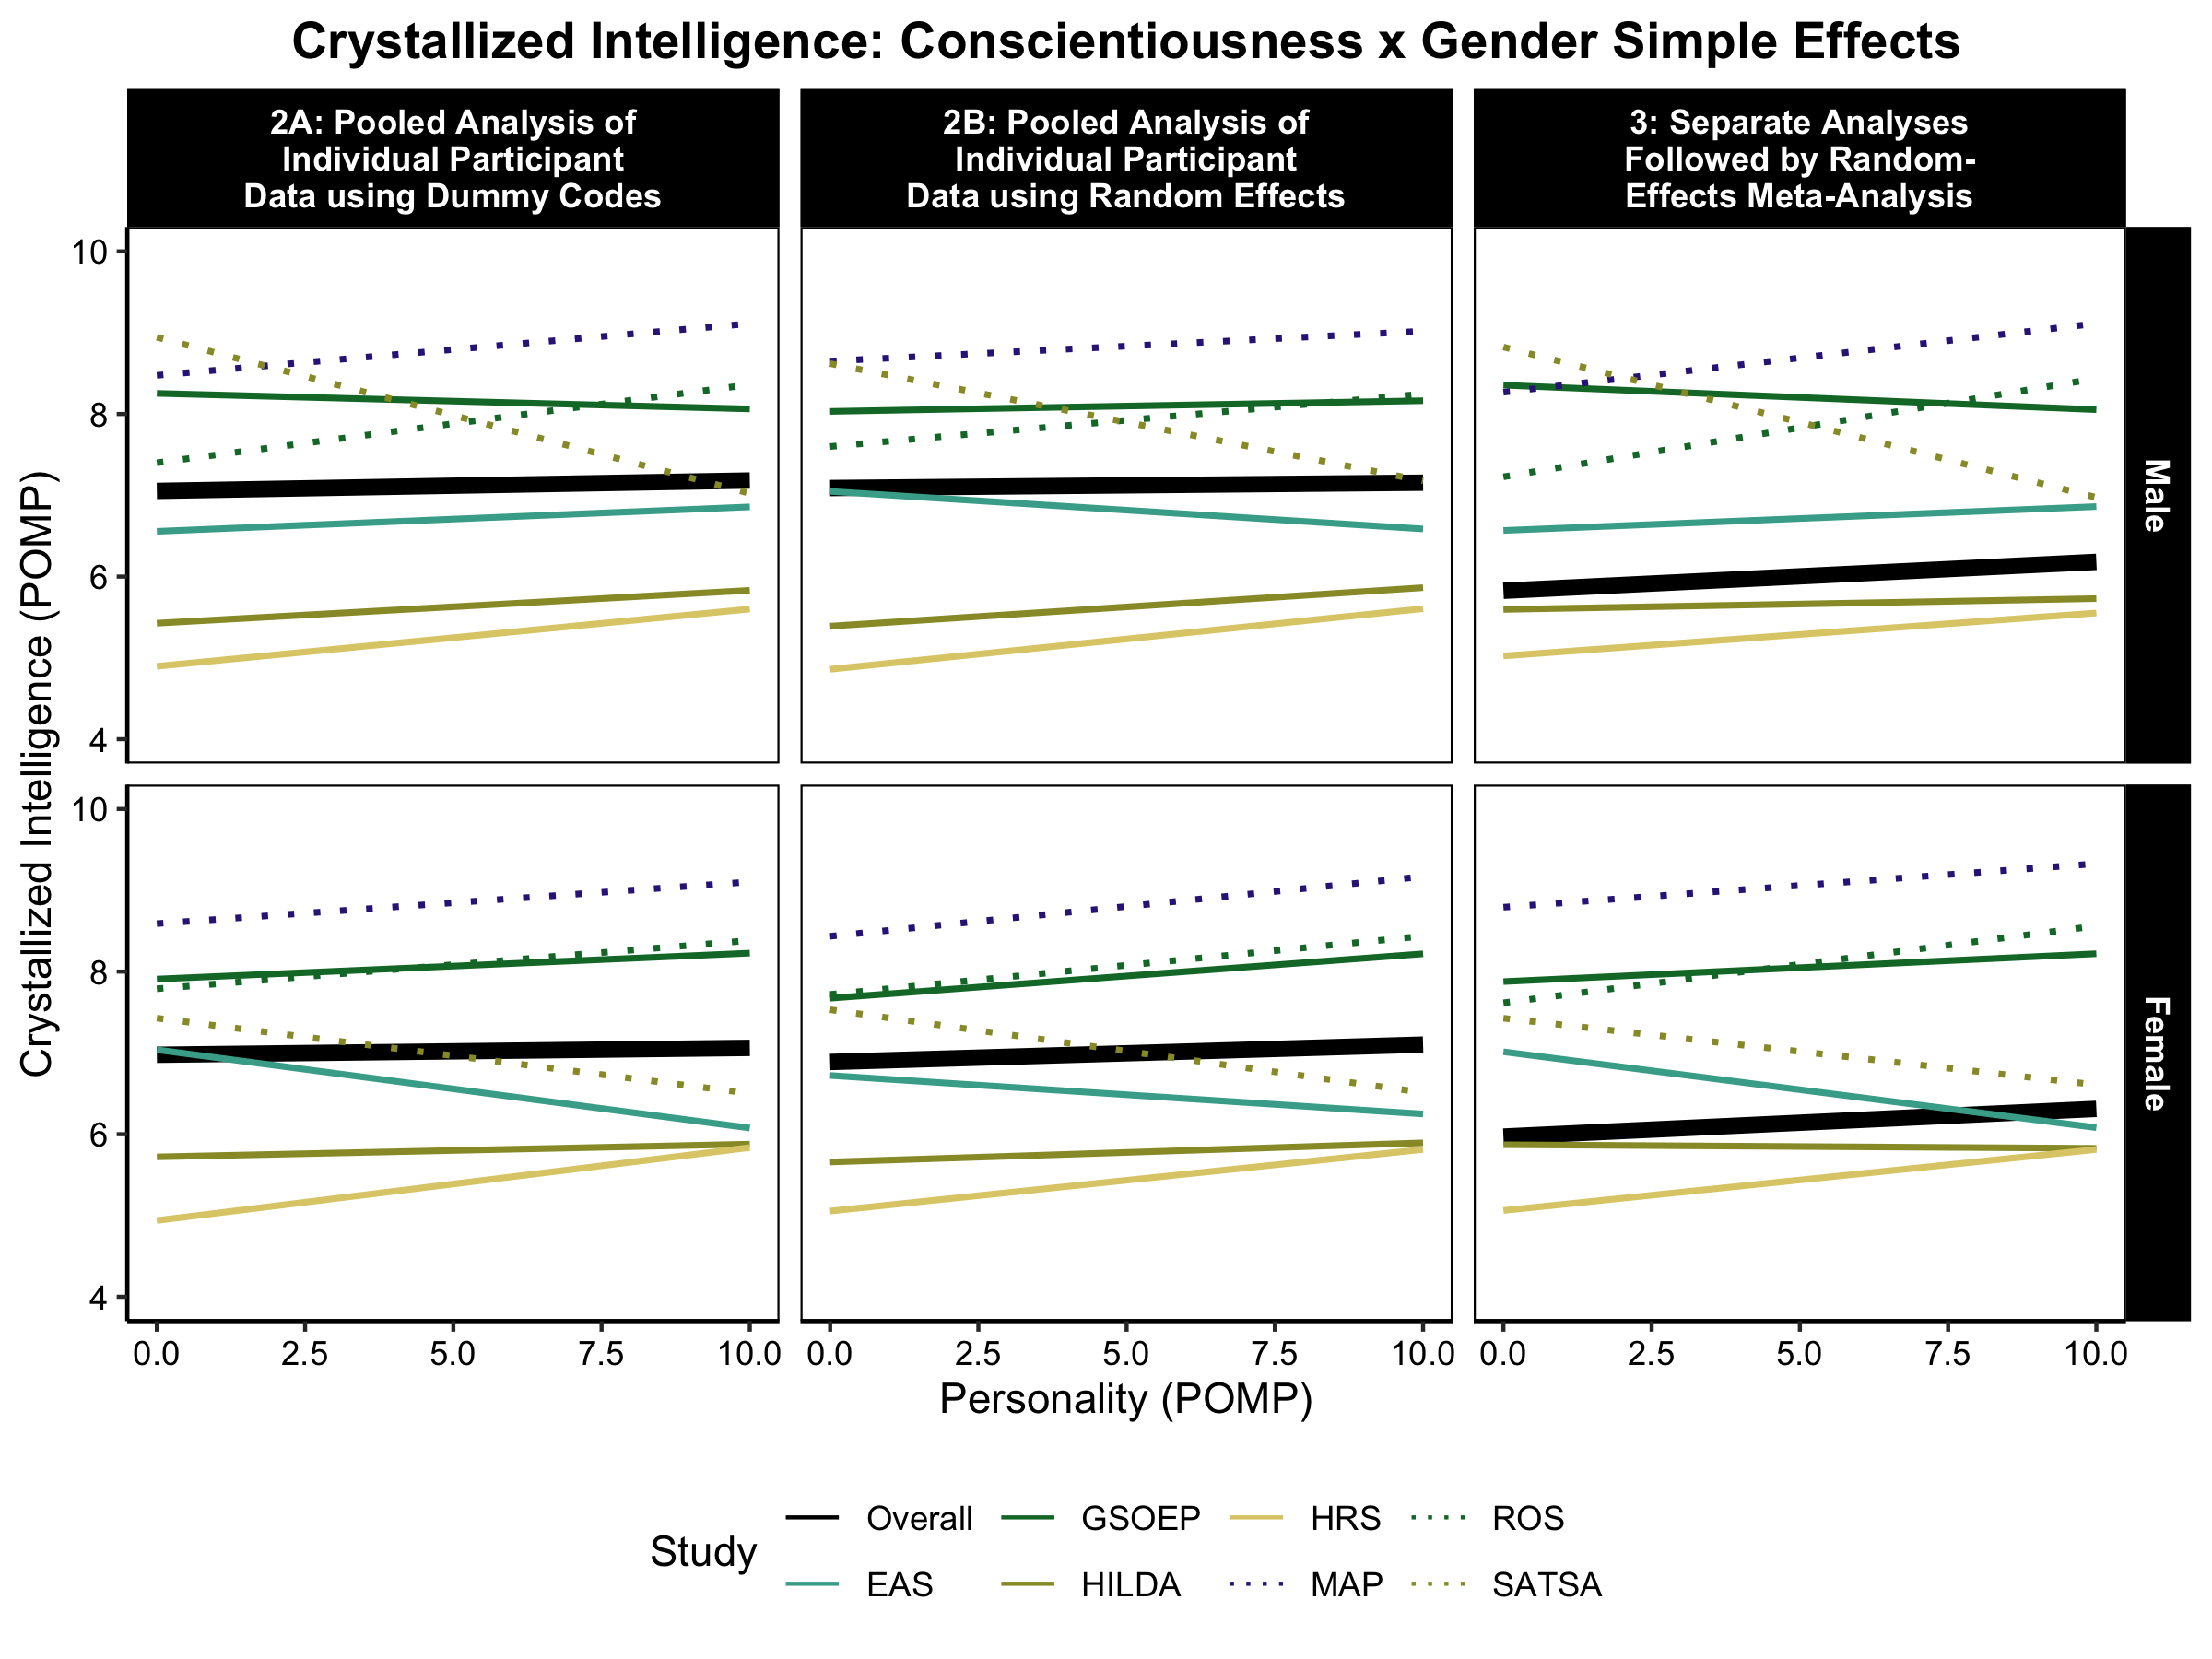 Crystallized Intelligence: Conscientiousness x Gender Simple Effects
2A: Pooled Analysis of
Individual Participant
Data using Dummy Codes
2B: Pooled Analysis of
Individual Participant
Data using Random Effects
3: Separate Analyses
Followed by Random-
Effects Meta-Analysis
Crystallized Intelligence (POMP)
10
8
6
4
Male
10
8
6
4
Female
0.0 2.5 5.0 7.5 10.0
0.0 2.5 5.0 7.5 10.0
0.0 2.5 5.0 7.5 10.0
Personality (POMP)
Study
Overall GSOEP HRS ROS
EAS HILDA MAP SATSA